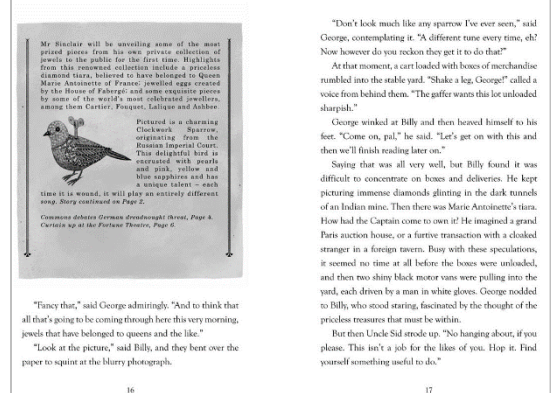 Mr Sinclair will be unveiling some of the most
prized pieces from his own private collection of
jewels to the public for the first time. Highlights
from this renowned collection include a priceless
diamond tiara, believed to have belonged to Queen
Marie Antoinette of France; jewelled eggs created
by the House of Fabergé; and some exquisite pieces
by some of the world's most celebrated jewellers,
among them Cartier, Fouquet, Lalique and Ashbee.
Pictured is a charming
Clockwork Sparrow,
originating from the
Russian Imperial Court.
This delightful bird is
encrusted with pearls
and pink, yellow and
blue sapphires and has
a unique talent – each
time it is wound, it will play an entirely different
song. Story continued on Page 2.
Commons debates German dreadnought threat, Page 4.
Curtain up at the Fortune Theatre, Page 6.
"Fancy that," said George admiringly. "And to think that
all that's going to be coming through here this very morning,
jewels that have belonged to queens and the like."
"Look at the picture," said Billy, and they bent over the
paper to squint at the blurry photograph.
16
"Don't look much like any sparrow I've ever seen," said
George, contemplating it. "A different tune every time, eh?
Now however do you reckon they get it to do that?"
At that moment, a cart loaded with boxes of merchandise
rumbled into the stable yard. "Shake a leg, George!" called a
voice from behind them. "The gaffer wants this lot unloaded
sharpish."
George winked at Billy and then heaved himself to his
feet. "Come on, pal," he said. "Let's get on with this and
then we'll finish reading later on."
Saying that was all very well, but Billy found it was
difficult to concentrate on boxes and deliveries. He kept
picturing immense diamonds glinting in the dark tunnels
of an Indian mine. Then there was Marie Antoinette's tiara.
How had the Captain come to own it? He imagined a grand
Paris auction house, or a furtive transaction with a cloaked
stranger in a foreign tavern. Busy with these speculations,
it seemed no time at all before the boxes were unloaded,
and then two shiny black motor vans were pulling into the
yard, each driven by a man in white gloves. George nodded
to Billy, who stood staring, fascinated by the thought of the
priceless treasures that must be within.
But then Uncle Sid strode up. "No hanging about, if you
please. This isn't a job for the likes of you. Hop it. Find
yourself something useful to do."
17